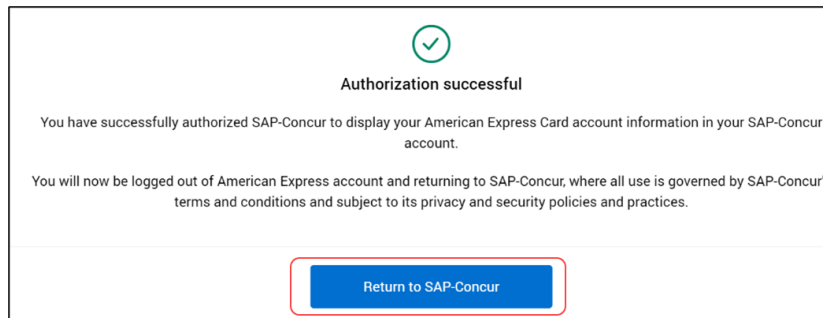 Authorization successful
You have successfully authorized SAP-Concur to display your American Express Card account information in your SAP-Concur
account.
You will now be logged out of American Express account and returning to SAP-Concur, where all use is governed by SAP-Concur'
terms and conditions and subject to its privacy and security policies and practices.
Return to SAP-Concur